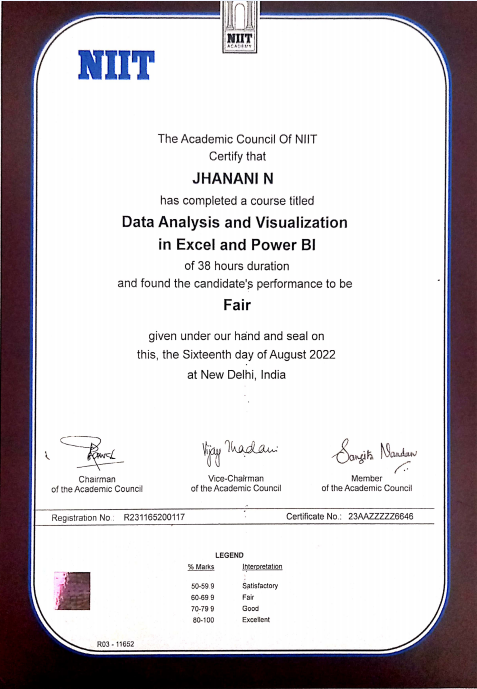 NIIT
ACADEMY
NIIT
The Academic Council Of NIIT
Certify that
JHANANI N
has completed a course titled
Data Analysis and Visualization
in Excel and Power BI
of 38 hours duration
and found the candidate's performance to be
Fair
given under our hand and seal on
this, the Sixteenth day of August 2022
at New Delhi, India
Vijay Thadani
Chairman Vice-Chairman Member
of the Academic Council of the Academic Council of the Academic Council
Registration No.: R231165200117 Certificate No.: 23AAZZZZZ6646
LEGEND
% Marks Interpretation
50-59.9 Satisfactory
60-69.9 Fair
70-79.9 Good
80-100 Excellent
R03 - 11652